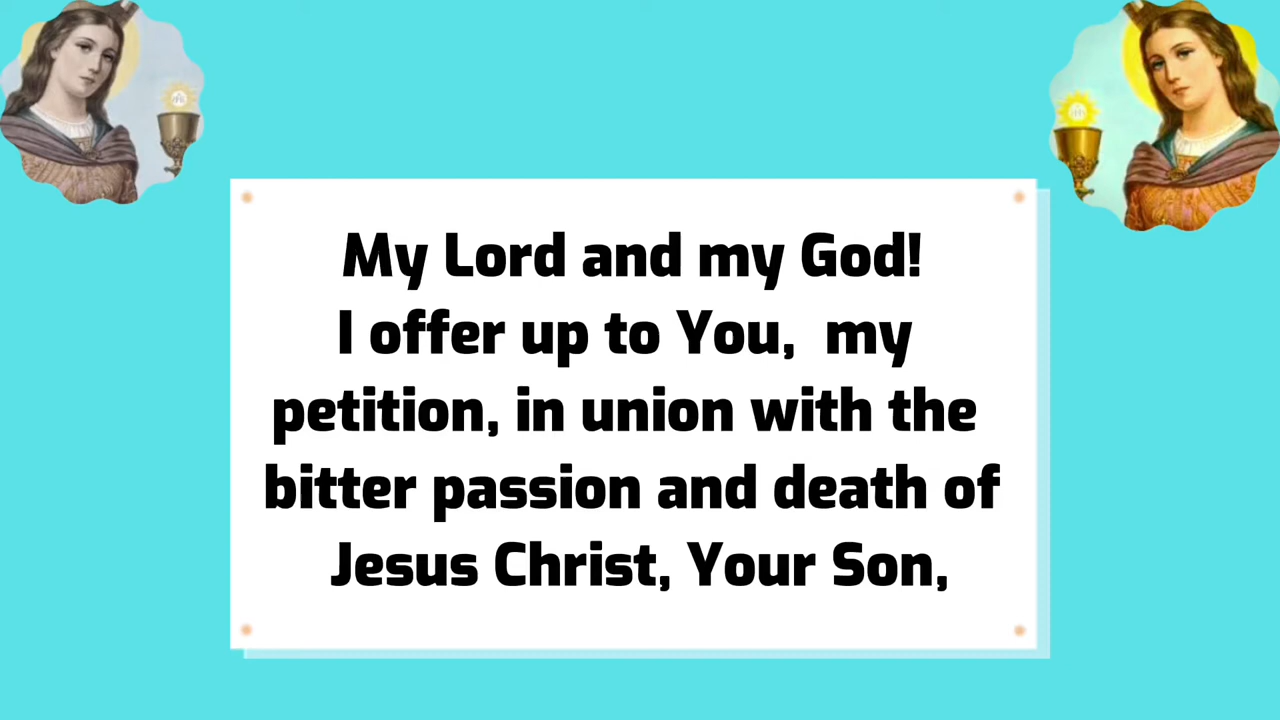 My Lord and my God!
I offer up to You, my
petition, in union with the
bitter passion and death of
Jesus Christ, Your Son,